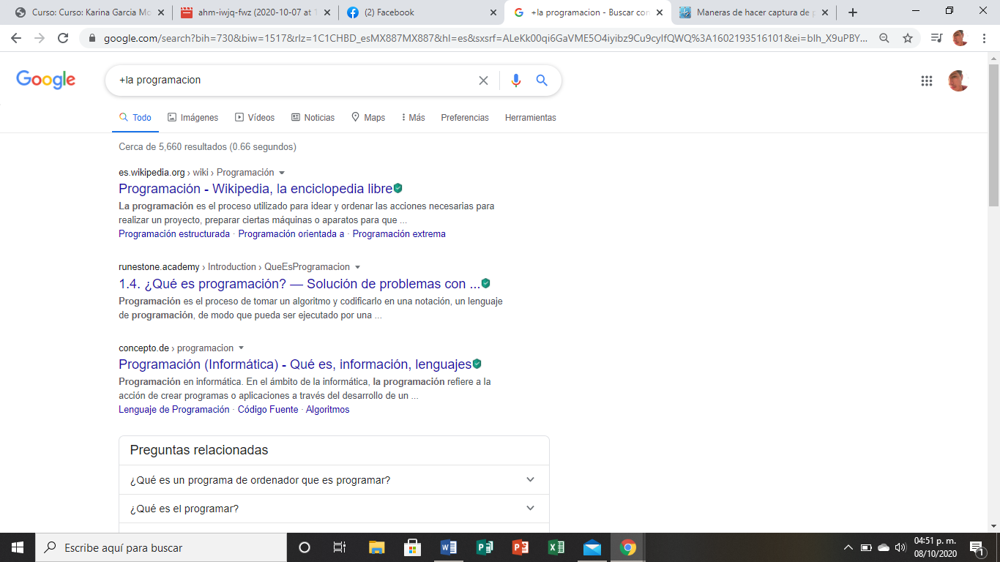 Curso: Curso: Karina Garcia Mo
ahm-iwjq-fwz (2020-10-07 at 1
(2) Facebook
+la programacion - Buscar con
Maneras de hacer captura de p
google.com/search?bih=730&biw=1517&rlz=1C1CHBD_esMX887MX887&hl=es&sxsrf=ALeKk00qi6GaVME5O4iyibz9Cu9cylfQWQ%3A1602193516101&ei=blh_X9uPBY...
Google
+la programacion
Todo
Imágenes
Vídeos
Noticias
Maps
Más
Preferencias
Herramientas
Cerca de 5,660 resultados (0.66 segundos)
es.wikipedia.org › wiki › Programación
Programación - Wikipedia, la enciclopedia libre
La programación es el proceso utilizado para idear y ordenar las acciones necesarias para
realizar un proyecto, preparar ciertas máquinas o aparatos para que ...
Programación estructurada · Programación orientada a · Programación extrema
runestone.academy › Introduction › QueEsProgramacion
1.4. ¿Qué es programación? — Solución de problemas con ...
Programación es el proceso de tomar un algoritmo y codificarlo en una notación, un lenguaje
de programación, de modo que pueda ser ejecutado por una ...
concepto.de › programacion
Programación (Informática) - Qué es, información, lenguajes
Programación en informática. En el ámbito de la informática, la programación refiere a la
acción de crear programas o aplicaciones a través del desarrollo de un ...
Lenguaje de Programación · Código Fuente · Algoritmos
Preguntas relacionadas
¿Qué es un programa de ordenador que es programar?
¿Qué es el programar?
Escribe aquí para buscar
04:51 p. m.
08/10/2020
1